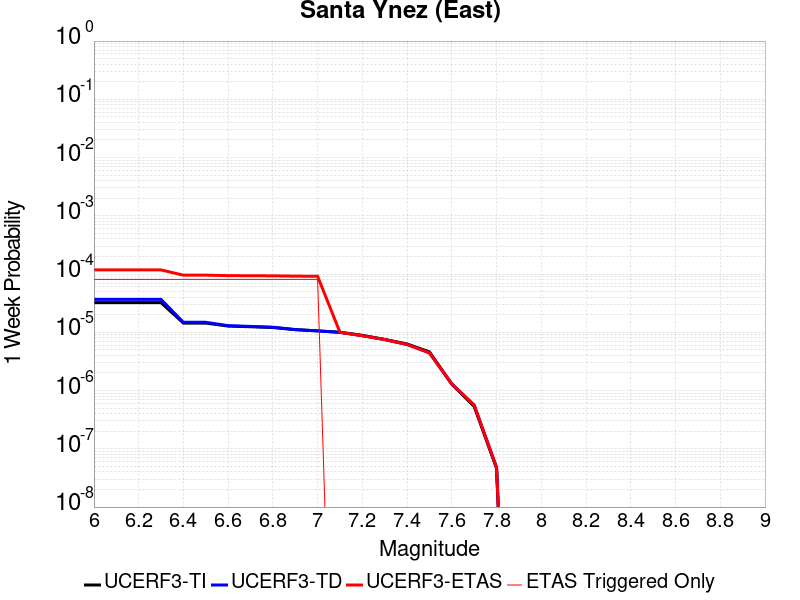 Santa Ynez (East)
10^0
10^-1
10^-2
10^-3
10^-4
10^-5
10^-6
10^-7
10^-8
1 Week Probability
6 6.2 6.4 6.6 6.8 7 7.2 7.4 7.6 7.8 8 8.2 8.4 8.6 8.8 9
Magnitude
UCERF3-TI UCERF3-TD UCERF3-ETAS ETAS Triggered Only